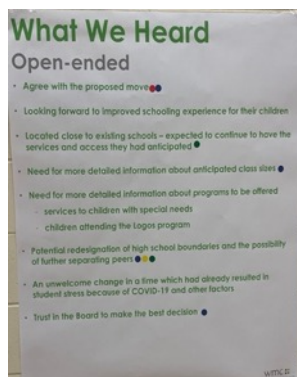 What We Heard
Open-ended
• Agree with the proposed move
• Looking forward to improved schooling experience for their children
• Located close to existing schools – expected to continue to have the
services and access they had anticipated
• Need for more detailed information about anticipated class sizes
• Need for more detailed information about programs to be offered
- services to children with special needs
- children attending the Logos program
• Potential redesignation of high school boundaries and the possibility
of further separating peers
• An unwelcome change in a time which had already resulted in
student stress because of COVID-19 and other factors
• Trust in the Board to make the best decision